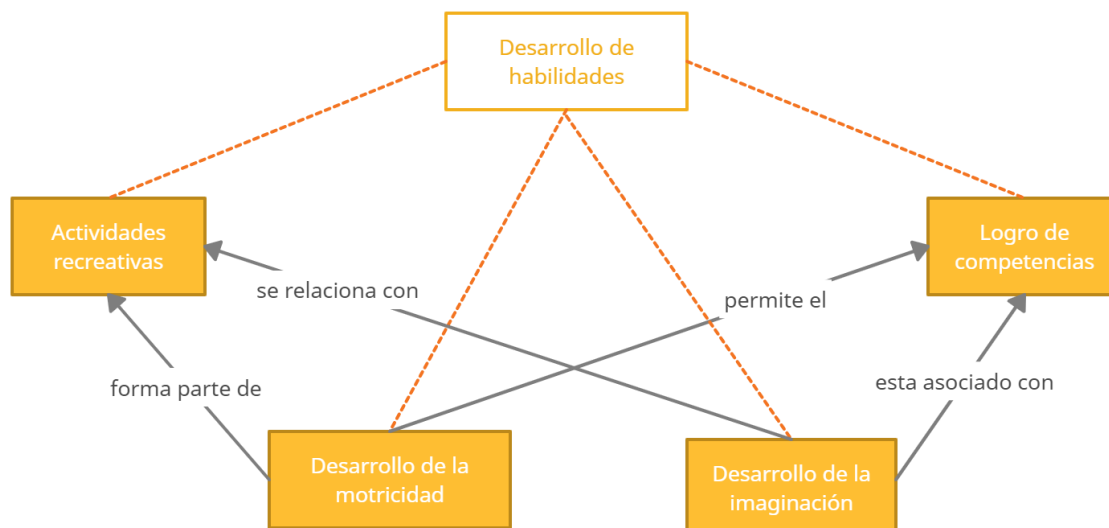 Desarrollo de
habilidades
Actividades
recreativas
Logro de
competencias
se relaciona con
permite el
forma parte de
esta asociado con
Desarrollo de la
motricidad
Desarrollo de la
imaginación